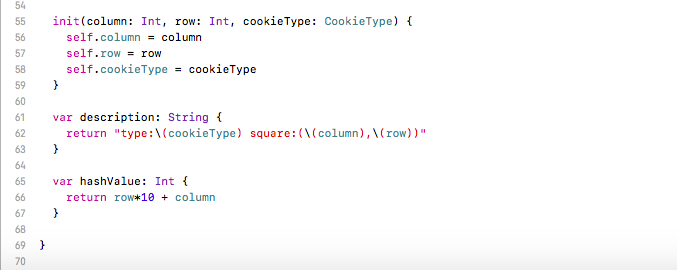 54
55 init(column: Int, row: Int, cookieType: CookieType) {
56 self.column = column
57 self.row = row
58 self.cookieType = cookieType
59 }
60
61 var description: String {
62 return "type:\(cookieType) square:(\(column),\(row))"
63 }
64
65 var hashValue: Int {
66 return row*10 + column
67 }
68
69 }
70